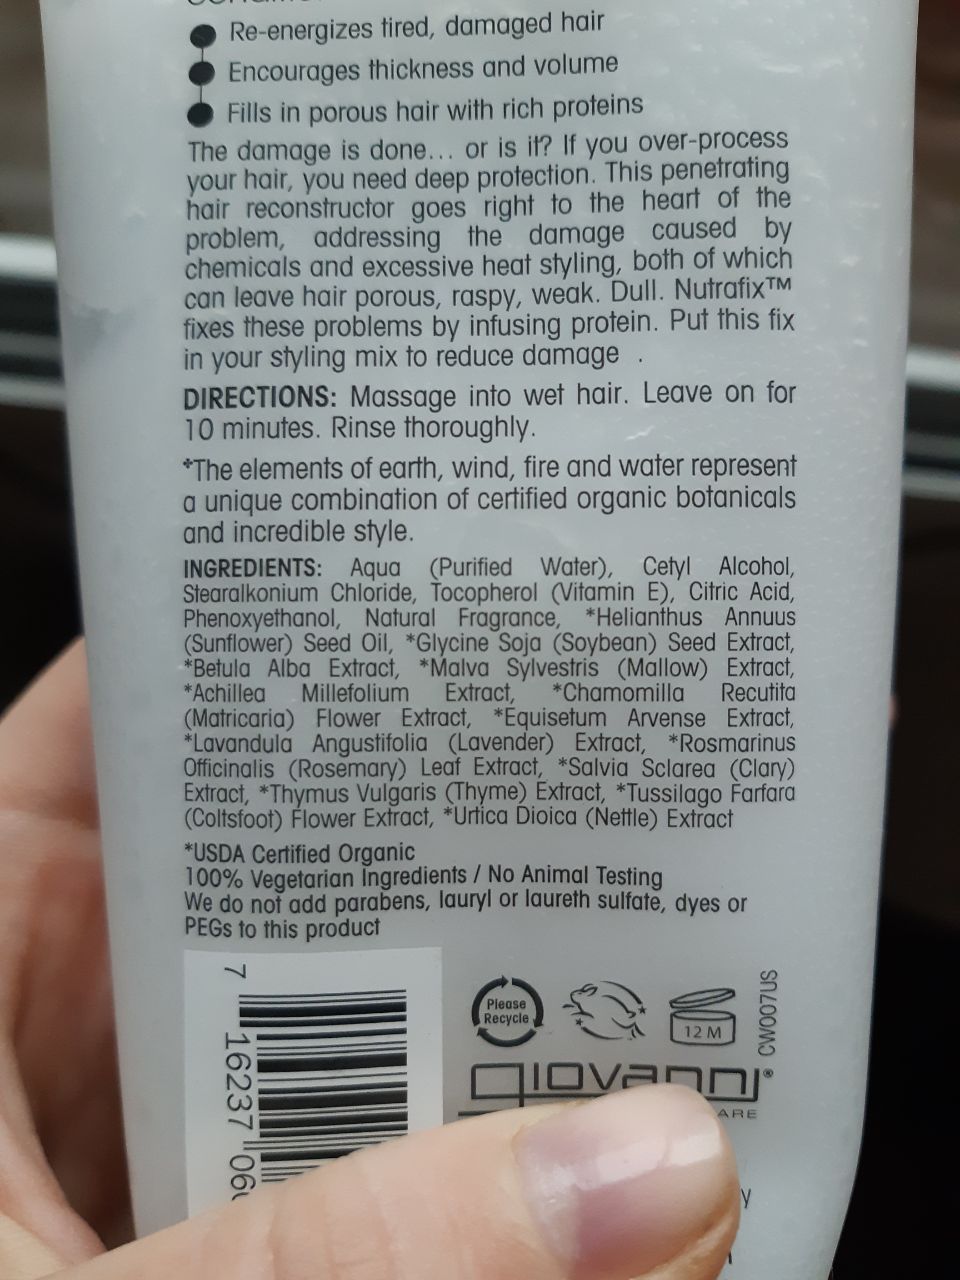 Re-energizes tired, damaged hair
Encourages thickness and volume
Fills in porous hair with rich proteins
The damage is done... or is it? If you over-process
your hair, you need deep protection. This penetrating
hair reconstructor goes right to the heart of the
problem, addressing the damage caused by
chemicals and excessive heat styling, both of which
can leave hair porous, raspy, weak. Dull. Nutrafix™
fixes these problems by infusing protein. Put this fix
in your styling mix to reduce damage .
DIRECTIONS: Massage into wet hair. Leave on for
10 minutes. Rinse thoroughly.
*The elements of earth, wind, fire and water represent
a unique combination of certified organic botanicals
and incredible style.
INGREDIENTS: Aqua (Purified Water), Cetyl Alcohol,
Stearalkonium Chloride, Tocopherol (Vitamin E), Citric Acid,
Phenoxyethanol, Natural Fragrance, *Helianthus Annuus
(Sunflower) Seed Oil, *Glycine Soja (Soybean) Seed Extract,
*Betula Alba Extract, *Malva Sylvestris (Mallow) Extract,
*Achillea Millefolium Extract, *Chamomilla Recutita
(Matricaria) Flower Extract, *Equisetum Arvense Extract,
*Lavandula Angustifolia (Lavender) Extract, *Rosmarinus
Officinalis (Rosemary) Leaf Extract, *Salvia Sclarea (Clary)
Extract, *Thymus Vulgaris (Thyme) Extract, *Tussilago Farfara
(Coltsfoot) Flower Extract, *Urtica Dioica (Nettle) Extract
*USDA Certified Organic
100% Vegetarian Ingredients / No Animal Testing
We do not add parabens, lauryl or laureth sulfate, dyes or
PEGs to this product
7 16237 06
Please
Recycle
12 M
CW007US
giovanni®